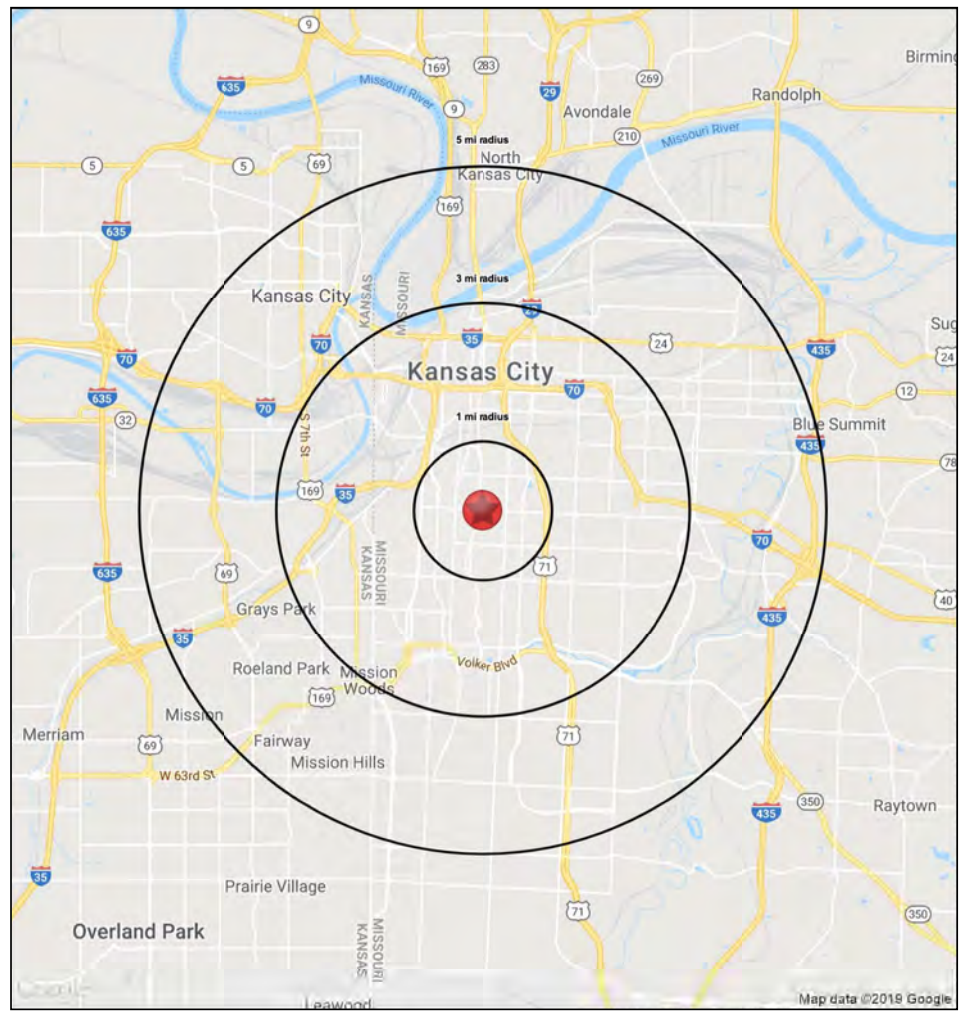 9
Birming
169
283
635
29
269
Missouri River
Randolph
9
Avondale
210
Missouri River
5 mi radius
North
Kansas City
5
5
69
169
635
3 mi radius
Kansas City
KANSAS
MISSOURI
29
Sug
35
24
70
70
435
24
Kansas City
635
70
70
12
1 mi radius
32
S 7th St
Blue Summit
435
78
169
35
70
71
635
69
MISSOURI
KANSAS
40
Grays Park
435
35
Volker Blvd
Roeland Park
Mission
Woods
169
Mission
Merriam
69
Fairway
71
Mission Hills
W 63rd St
350
435
Raytown
35
Prairie Village
71
350
Overland Park
MISSOURI
KANSAS
Google
Leawood
Map data ©2019 Google